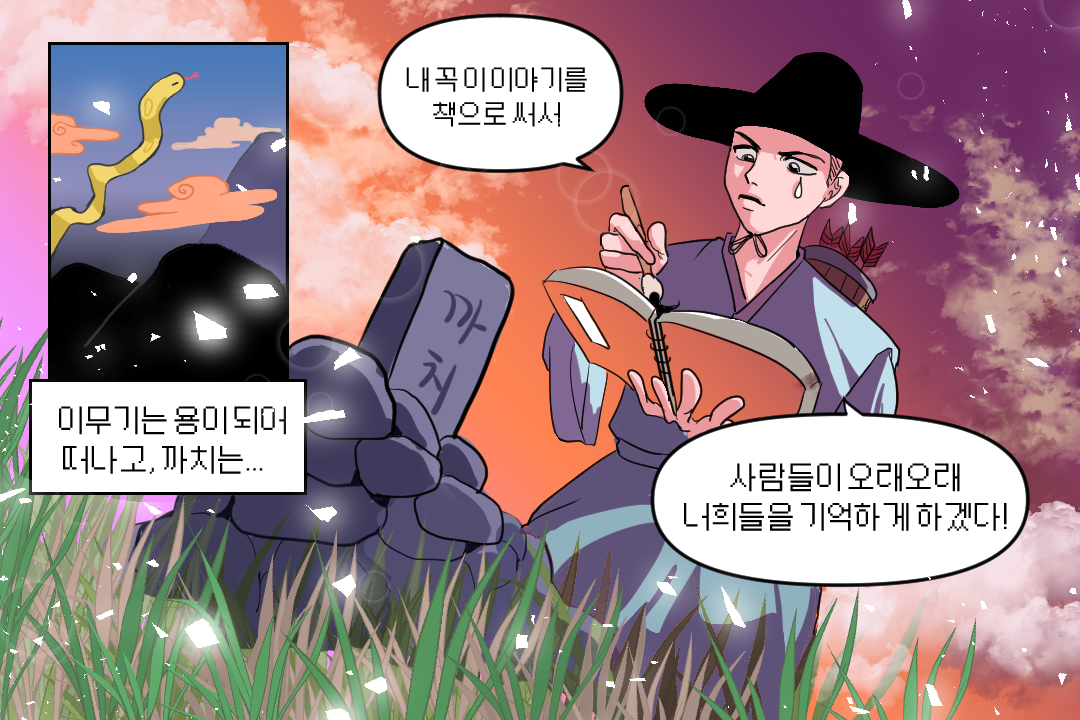 내 꼭 이 이야기를
책으로 써서
까치
이무기는 용이 되어
떠나고, 까치는...
사람들이 오래오래
너희들을 기억하게 하겠다!